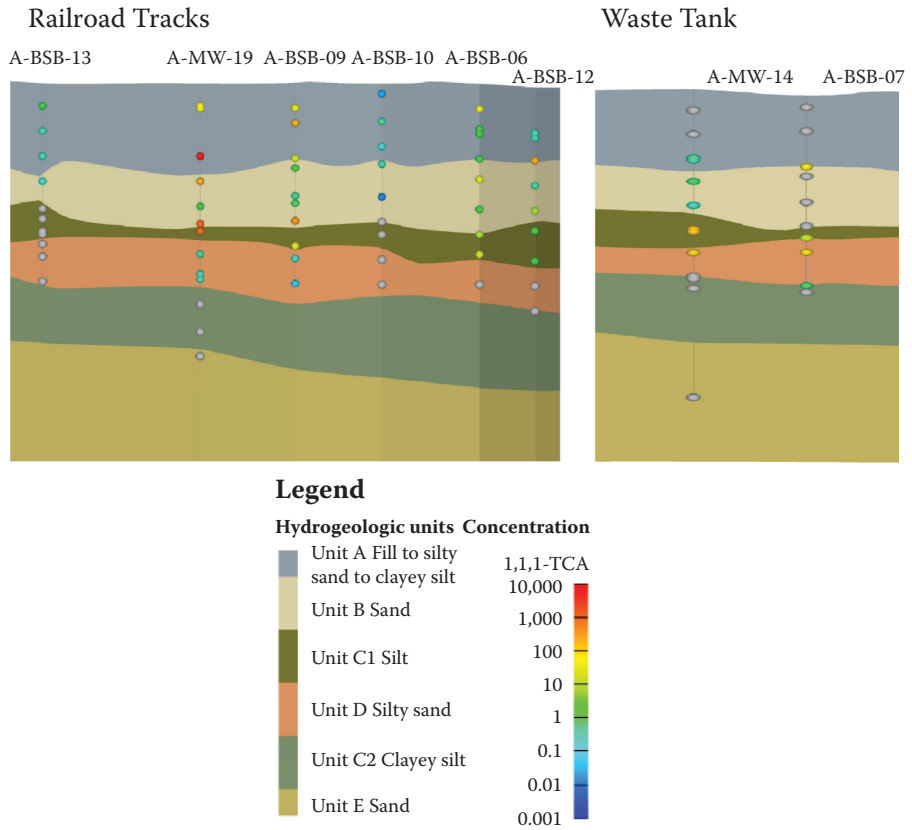 Railroad Tracks
Waste Tank
A-BSB-13
A-MW-19
A-BSB-09
A-BSB-10
A-BSB-06
A-BSB-12
A-MW-14
A-BSB-07
Legend
Hydrogeologic units
Unit A Fill to silty
sand to clayey silt
Unit B Sand
Unit C1 Silt
Unit D Silty sand
Unit C2 Clayey silt
Unit E Sand
Concentration
1,1,1-TCA
10,000
1,000
100
10
1
0.1
0.01
0.001